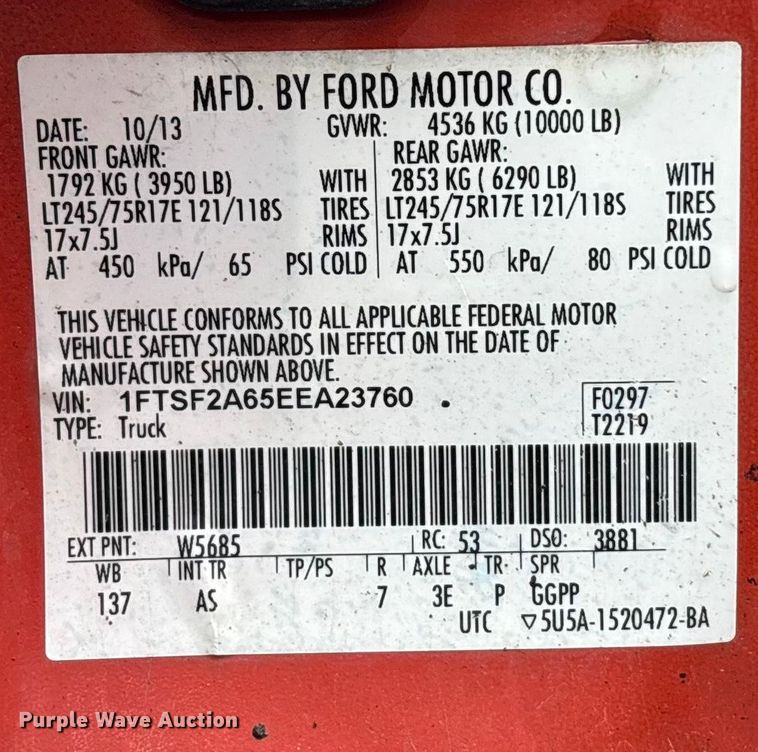 MFD. BY FORD MOTOR CO.
DATE: 10/13 GVWR: 4536 KG (10000 LB)
FRONT GAWR: REAR GAWR:
1792 KG ( 3950 LB) WITH 2853 KG ( 6290 LB) WITH
LT245/75R17E 121/118S TIRES LT245/75R17E 121/118S TIRES
17x7.5J RIMS 17x7.5J RIMS
AT 450 kPa/ 65 PSI COLD AT 550 kPa/ 80 PSI COLD
THIS VEHICLE CONFORMS TO ALL APPLICABLE FEDERAL MOTOR
VEHICLE SAFETY STANDARDS IN EFFECT ON THE DATE OF
MANUFACTURE SHOWN ABOVE.
VIN: 1FTSF2A65EEA23760 F0297
TYPE: Truck T2219
EXT PNT: W5685 RC: 53 DSO: 3881
WB INT TR TP/PS R AXLE TR SPR
137 AS 7 3E P GGPP
UTC ▽5U5A-1520472-BA
Purple Wave Auction